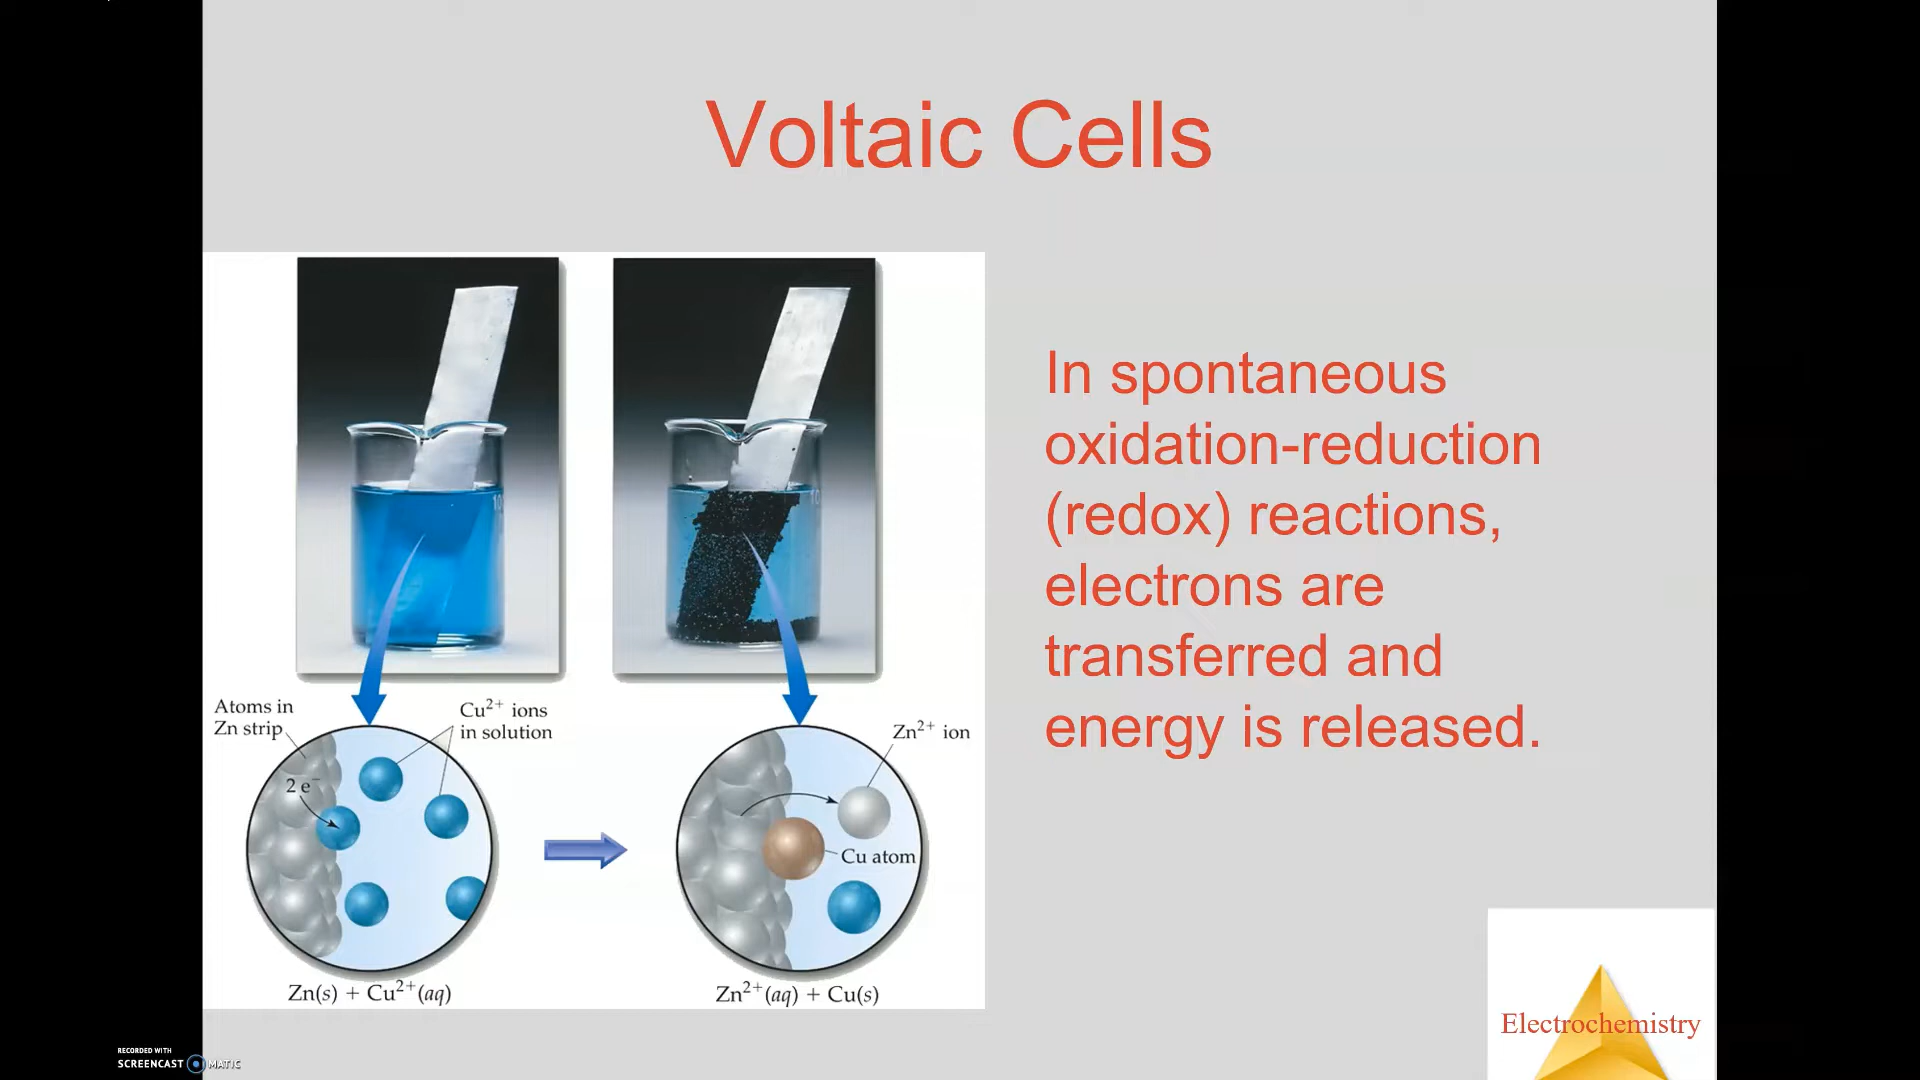 Voltaic Cells
In spontaneous
oxidation-reduction
(redox) reactions,
electrons are
transferred and
energy is released.
Atoms in
Zn strip
Cu²⁺ ions
in solution
2 e⁻
Zn(s) + Cu²⁺(aq)
Zn²⁺ ion
Cu atom
Zn²⁺(aq) + Cu(s)
Electrochemistry
RECORDED WITH
SCREENCAST MATIC